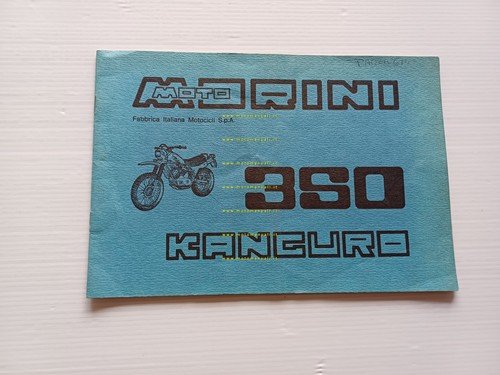 MOTO MORINI
Fabbrica Italiana Motocicli S.p.A.
350
KANGURO